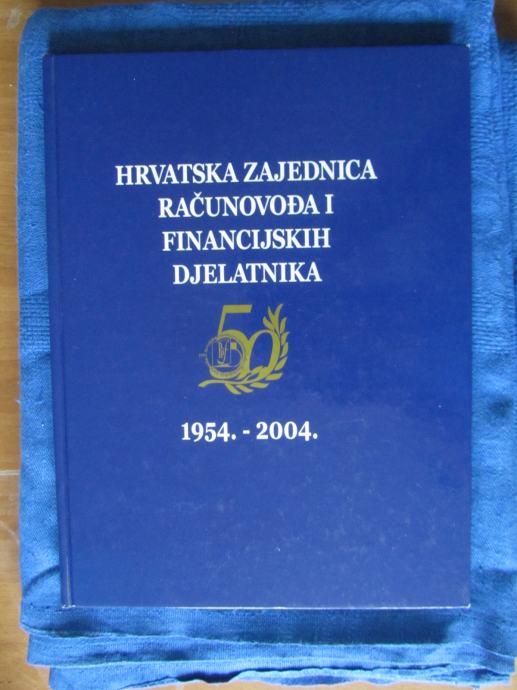 HRVATSKA ZAJEDNICA
RAČUNOVOĐA I
FINANCIJSKIH
DJELATNIKA
50
1954. - 2004.